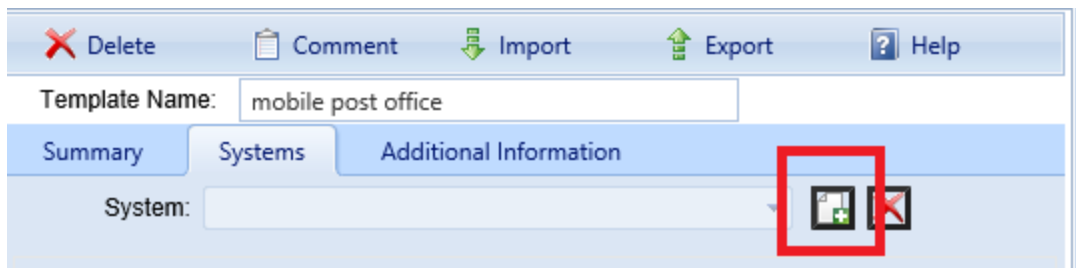 Delete Comment Import Export ? Help
Template Name: mobile post office
Summary Systems Additional Information
System: